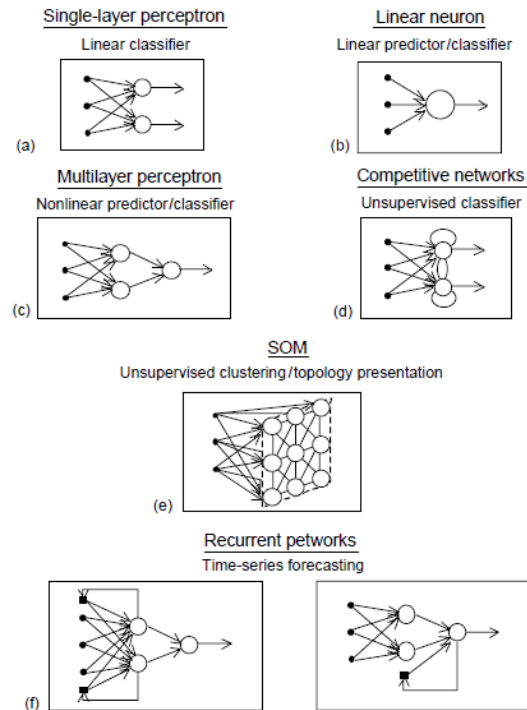 Single-layer perceptron
Linear classifier
(a)
Linear neuron
Linear predictor/classifier
(b)
Multilayer perceptron
Nonlinear predictor/classifier
(c)
Competitive networks
Unsupervised classifier
(d)
SOM
Unsupervised clustering/topology presentation
(e)
Recurrent petworks
Time-series forecasting
(f)